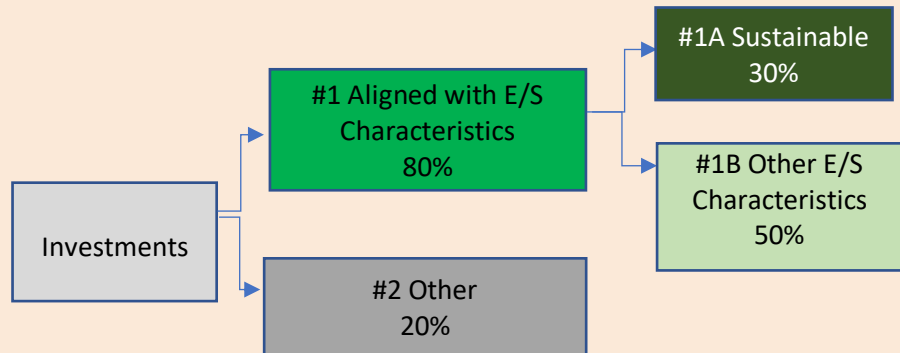 Investments
#1 Aligned with E/S
Characteristics
80%
#2 Other
20%
#1A Sustainable
30%
#1B Other E/S
Characteristics
50%